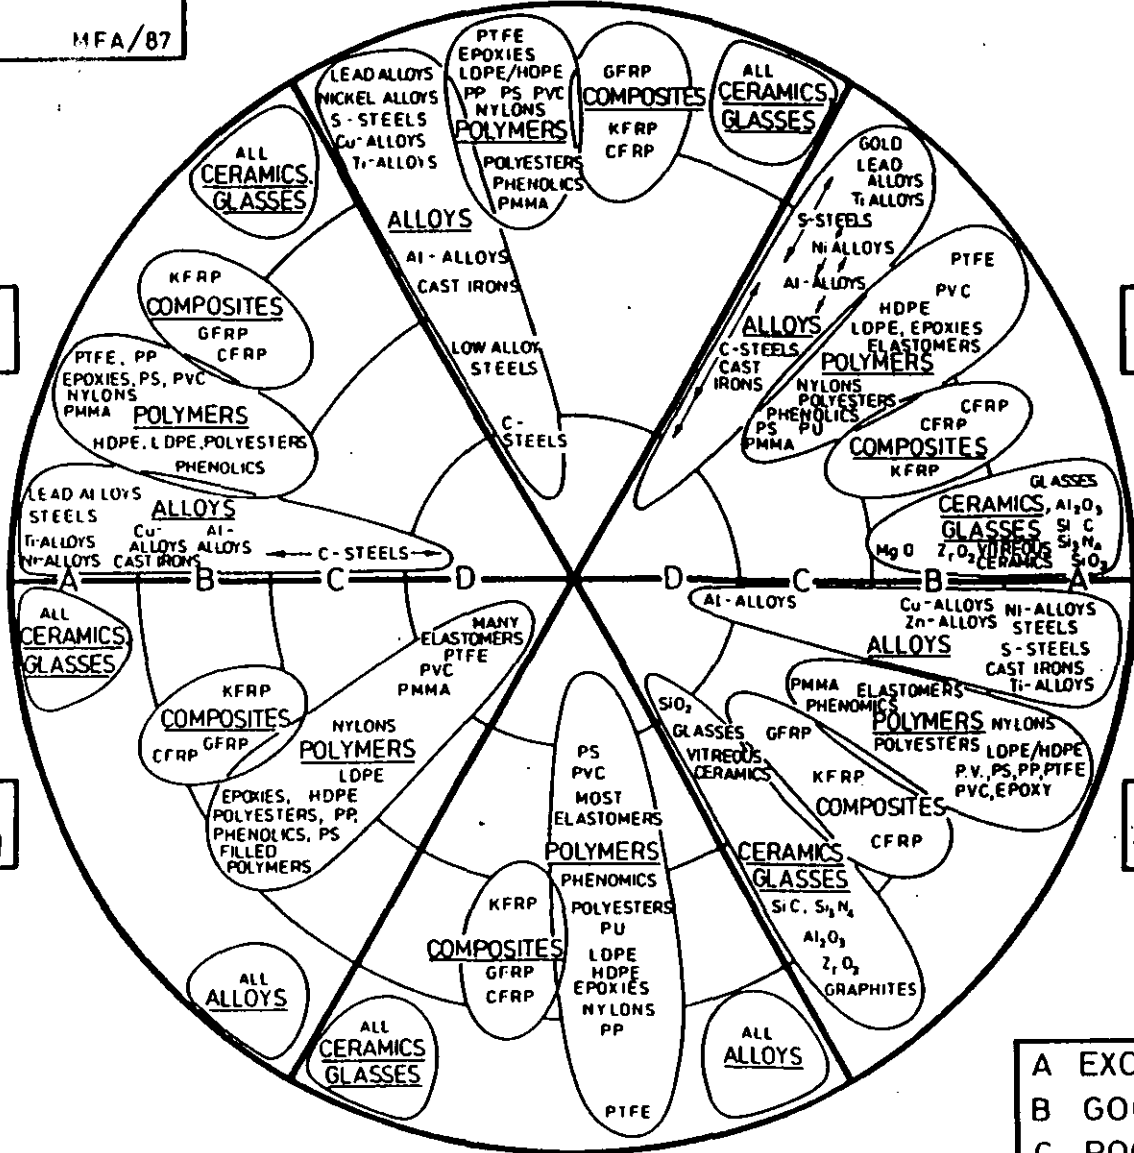 MFA/87
LEAD ALLOYS
NICKEL ALLOYS
S-STEELS
Cu-ALLOYS
Ti-ALLOYS
ALLOYS
Al-ALLOYS
CAST IRONS
LOW ALLOY
STEELS
C-
STEELS
PTFE
EPOXIES
LDPE/HDPE
PP PS PVC
NYLONS
POLYMERS
POLYESTERS
PHENOLICS
PMMA
GFRP
COMPOSITES
KFRP
CFRP
ALL
CERAMICS,
GLASSES
GOLD
LEAD
ALLOYS
Ti ALLOYS
S-STEELS
Ni ALLOYS
Al-ALLOYS
ALLOYS
C-STEELS
CAST
IRONS
PTFE
PVC
HDPE
LDPE, EPOXIES
ELASTOMERS
POLYMERS
NYLONS
POLYESTERS
PHENOLICS
PS PU
PMMA
CFRP
CFRP
COMPOSITES
KFRP
GLASSES
CERAMICS, Al2O3
GLASSES Si C
Si3N4
MgO ZrO2 VITREOUS
CERAMICS SiO2
ALL
CERAMICS,
GLASSES
KFRP
COMPOSITES
GFRP
CFRP
PTFE, PP
EPOXIES, PS, PVC
NYLONS
PMMA POLYMERS
HDPE, LDPE, POLYESTERS
PHENOLICS
LEAD ALLOYS
STEELS
ALLOYS
Ti-ALLOYS
Ni-ALLOYS
Cu-
ALLOYS
CAST IRONS
Al-
ALLOYS
C-STEELS
A B C D D C B A
ALL
CERAMICS,
GLASSES
KFRP
COMPOSITES
CFRP GFRP
MANY
ELASTOMERS
PTFE
PVC
PMMA
NYLONS
POLYMERS
LDPE
EPOXIES, HDPE
POLYESTERS, PP,
PHENOLICS, PS
FILLED
POLYMERS
ALL
ALLOYS
Al-ALLOYS
Cu-ALLOYS
Zn-ALLOYS
ALLOYS
Ni-ALLOYS
STEELS
S-STEELS
CAST IRONS
Ti-ALLOYS
PMMA ELASTOMERS
PHENOMICS
POLYMERS NYLONS
POLYESTERS LDPE/HDPE
P.V.,PS,PP,PTFE
PVC,EPOXY
GFRP
KFRP
COMPOSITES
CFRP
SiO2
GLASSES
VITREOUS
CERAMICS
CERAMICS
GLASSES
SiC, Si3N4
Al2O3
ZrO2
GRAPHITES
PS
PVC
MOST
ELASTOMERS
POLYMERS
PHENOMICS
POLYESTERS
PU
LDPE
HDPE
EPOXIES
NYLONS
PP
PTFE
KFRP
COMPOSITES
GFRP
CFRP
ALL
CERAMICS
GLASSES
ALL
ALLOYS
A EXC
B GOO
C POO